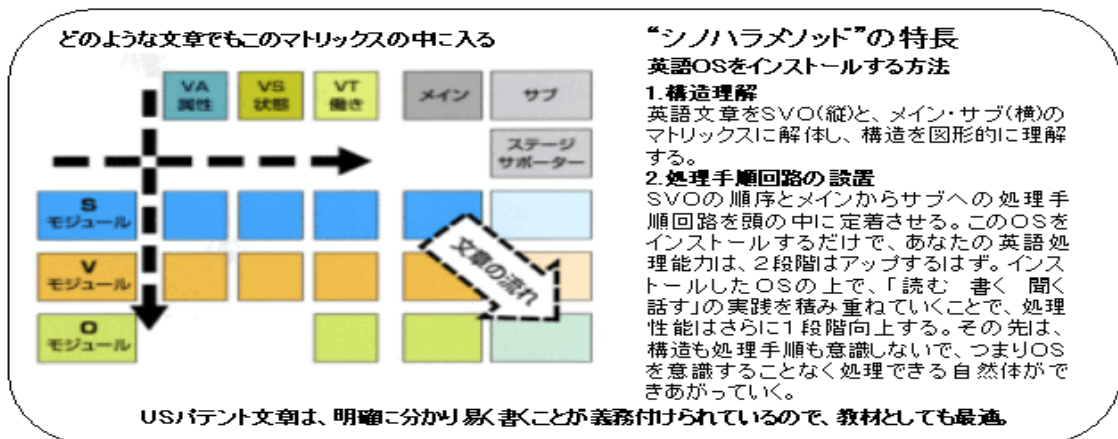 どのような文章でもこのマトリックスの中に入る
VA
属性
VS
状態
VT
働き
メイン
サブ
ステージ
サポーター
S
モジュール
V
モジュール
O
モジュール
文章の流れ
“シノハラメソッド”の特長
英語OSをインストールする方法
1.構造理解
英語文章をSVO(縦)と、メイン・サブ(横)の
マトリックスに解体し、構造を図形的に理解
する。
2.処理手順回路の設置
SVOの順序とメインからサブへの処理手
順回路を頭の中に定着させる。このOSを
インストールするだけで、あなたの英語処
理能力は、2段階はアップするはず。インス
トールしたOSの上で、「読む 書く 聞く
話す」の実践を積み重ねていくことで、処理
性能はさらに1段階向上する。その先は、
構造も処理手順も意識しないで、つまりOS
を意識することなく処理できる自然体がで
きあがっていく。
USパテント文章は、明確に分かり易く書くことが義務付けられているので、教材としても最適。